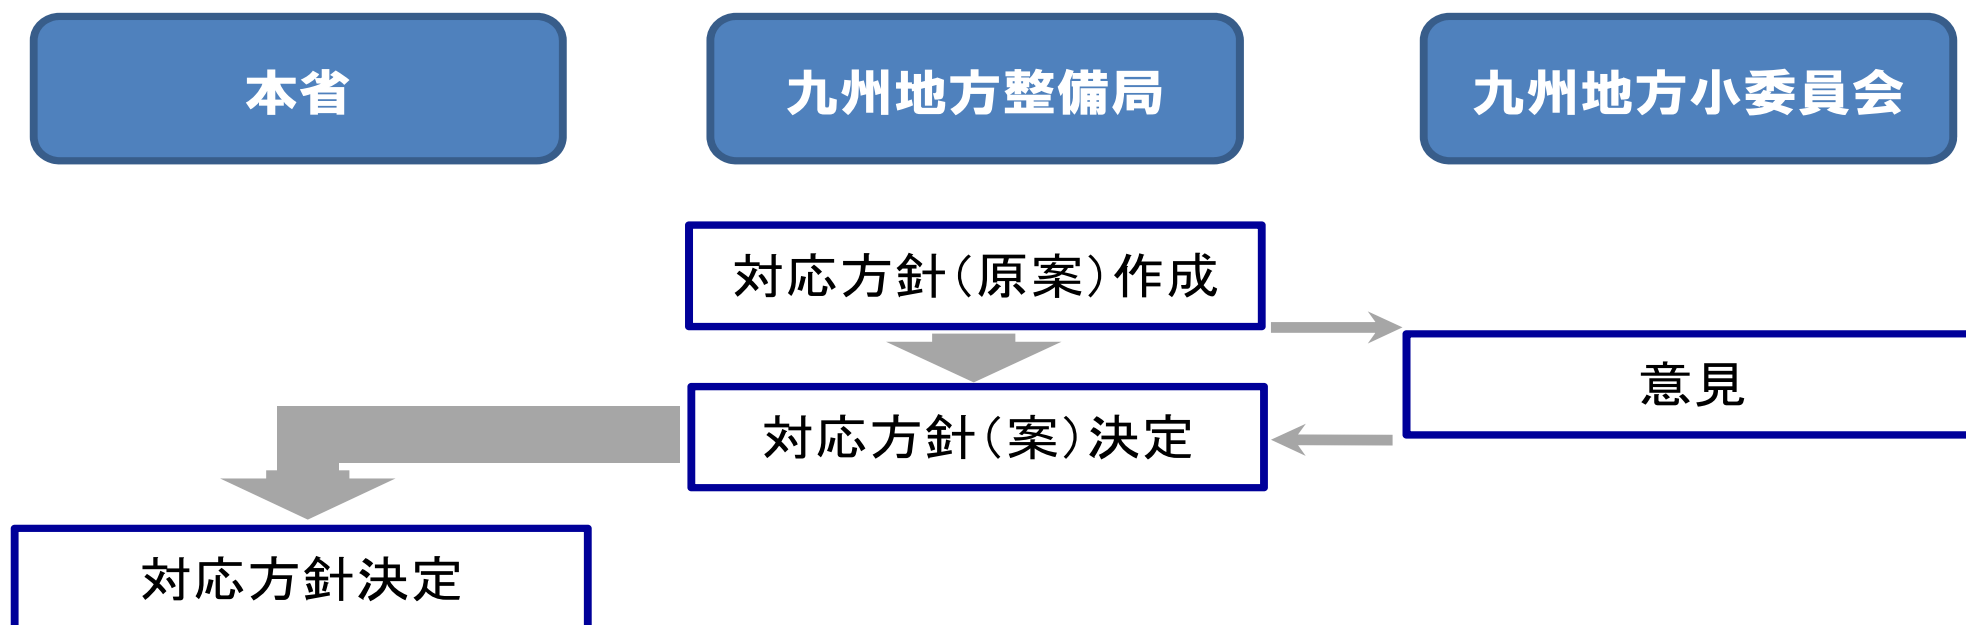 本省
九州地方整備局
九州地方小委員会
対応方針(原案)作成
意見
対応方針(案)決定
対応方針決定